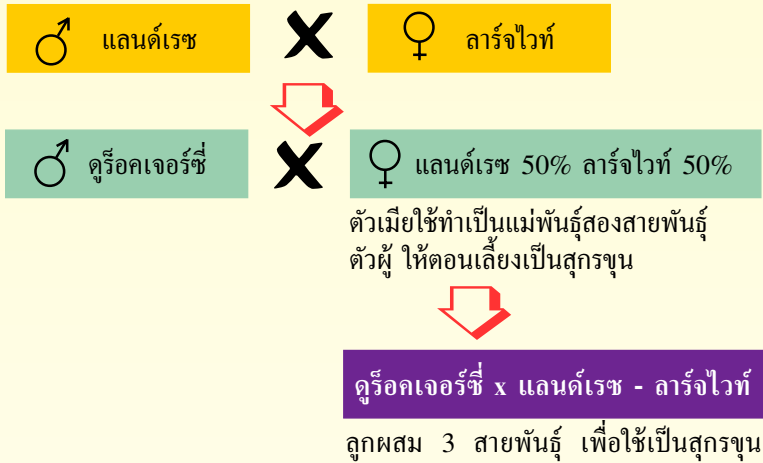 แลนด์เรซ X ลาร์จไวท์
ดูร็อคเจอร์ซี่ X แลนด์เรซ 50% ลาร์จไวท์ 50%
ตัวเมียใช้ทำเป็นแม่พันธุ์สองสายพันธุ์
ตัวผู้ ให้ตอนเลี้ยงเป็นสุกรขุน
ดูร็อคเจอร์ซี่ x แลนด์เรซ - ลาร์จไวท์
ลูกผสม 3 สายพันธุ์ เพื่อใช้เป็นสุกรขุน